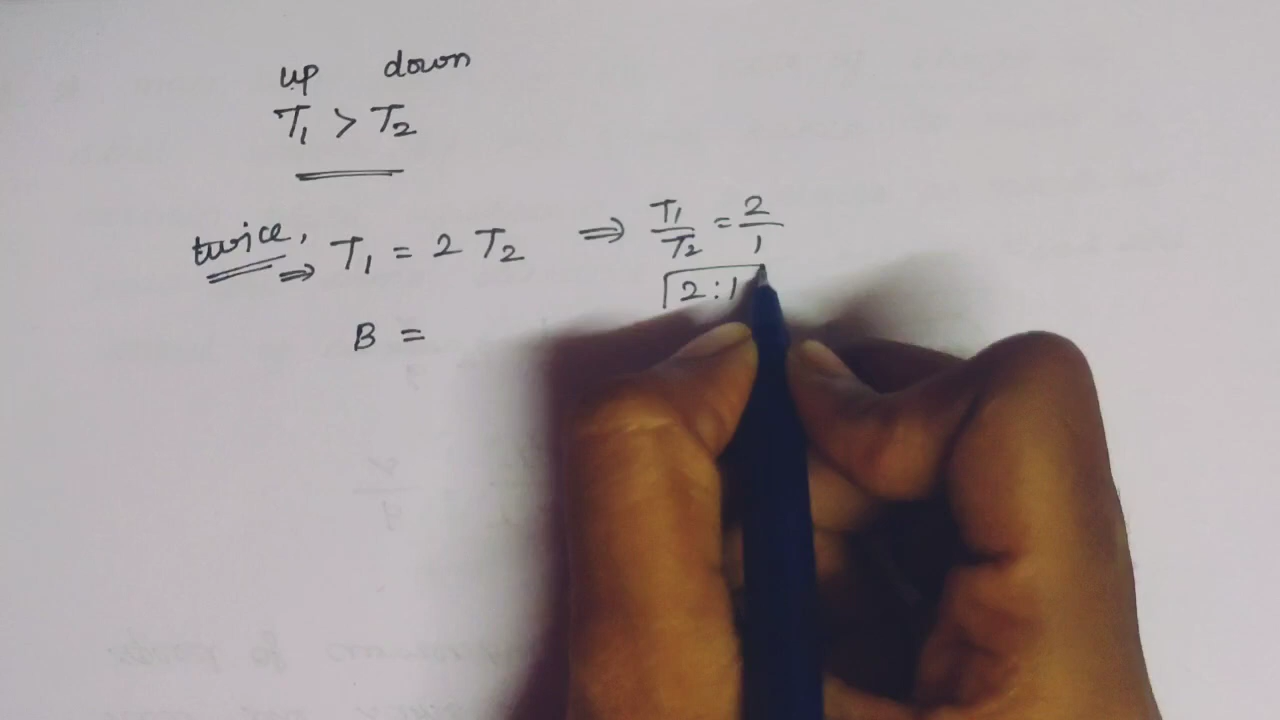 up down
T₁ > T₂
twice, ⇒ T₁ = 2 T₂ ⇒ T₁/T₂ = 2/1
2:1
B =